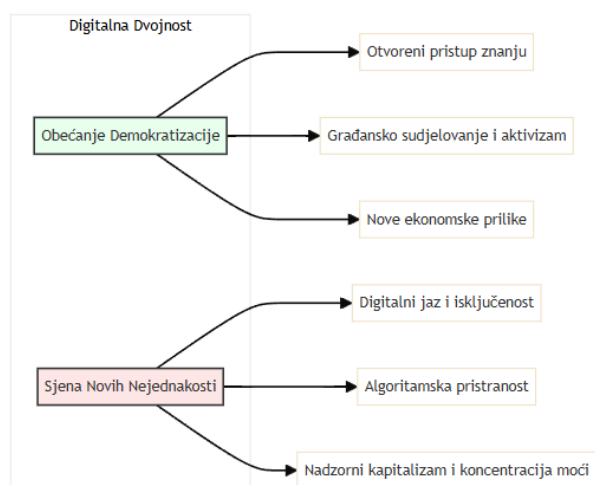 Digitalna Dvojnost
Obećanje Demokratizacije
Otvoreni pristup znanju
Građansko sudjelovanje i aktivizam
Nove ekonomske prilike
Sjena Novih Nejednakosti
Digitalni jaz i isključenost
Algoritamska pristranost
Nadzorni kapitalizam i koncentracija moći